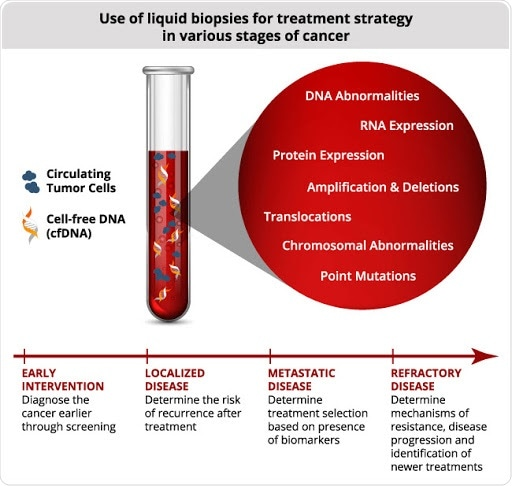 Use of liquid biopsies for treatment strategy
in various stages of cancer
Circulating
Tumor Cells
Cell-free DNA
(cfDNA)
DNA Abnormalities
RNA Expression
Protein Expression
Amplification & Deletions
Translocations
Chromosomal Abnormalities
Point Mutations
EARLY
INTERVENTION
Diagnose the
cancer earlier
through screening
LOCALIZED
DISEASE
Determine the risk
of recurrence after
treatment
METASTATIC
DISEASE
Determine
treatment selection
based on presence
of biomarkers
REFRACTORY
DISEASE
Determine
mechanisms of
resistance, disease
progression and
identification of
newer treatments